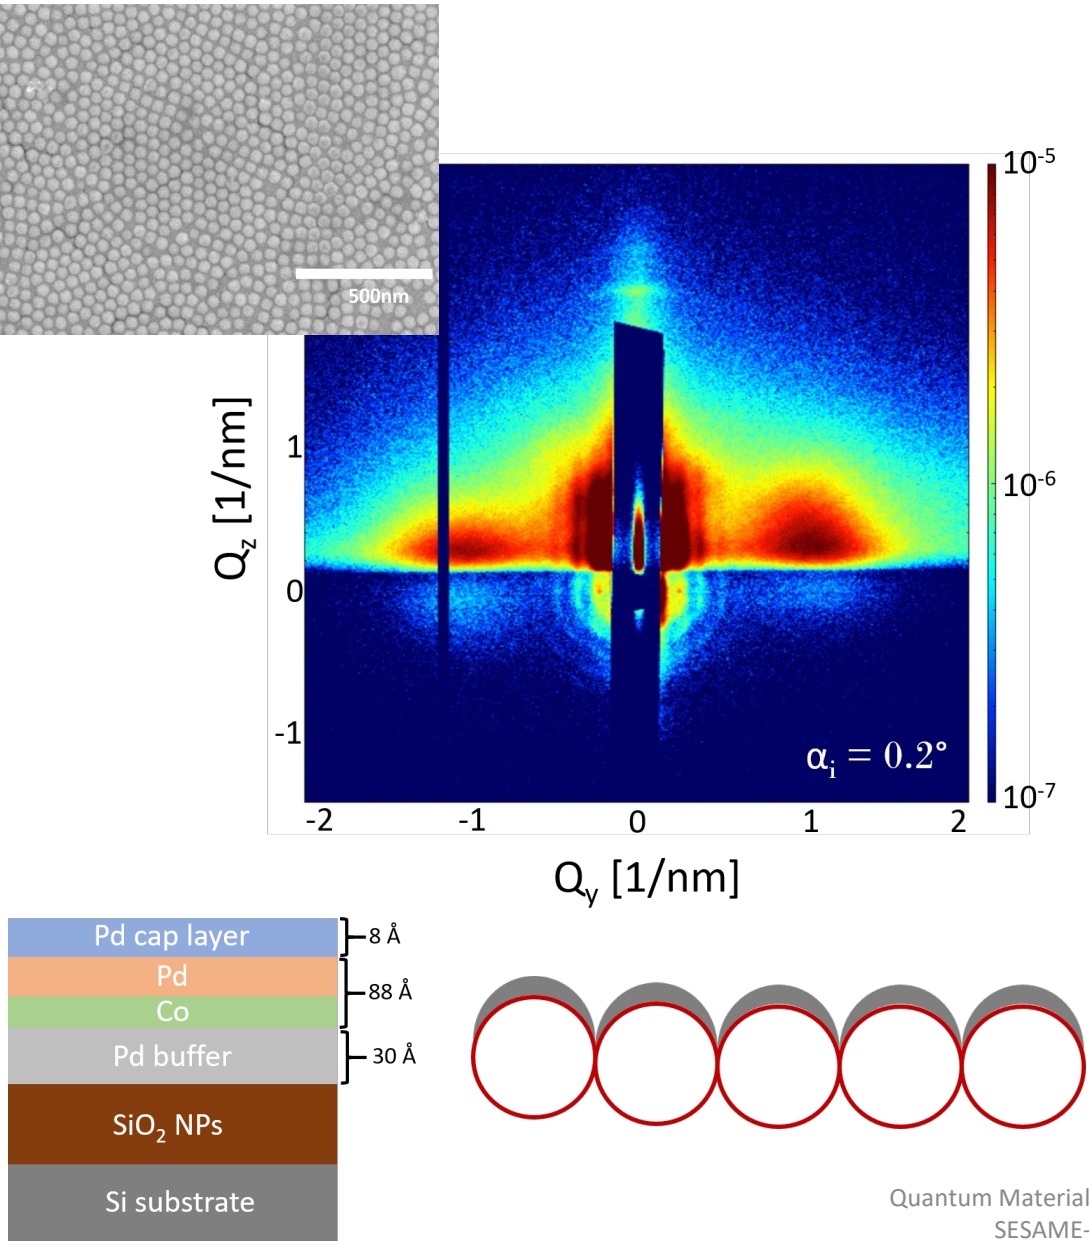 500nm
10-5
10-6
10-7
Qz [1/nm]
1
0
-1
αi = 0.2°
-2
-1
0
1
2
Qy [1/nm]
Pd cap layer
8 Å
Pd
88 Å
Co
Pd buffer
30 Å
SiO2 NPs
Si substrate
Quantum Material
SESAME-